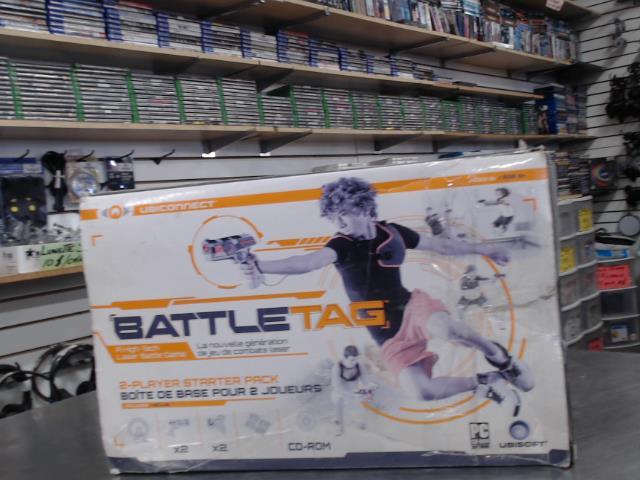 UBICONNECT
BATTLETAG
A High-Tech
Laser Battle Game
La nouvelle génération
de jeu de combats laser
2-PLAYER STARTER PACK
BOÎTE DE BASE POUR 2 JOUEURS
x2
x2
CD-ROM
PC
UBISOFT